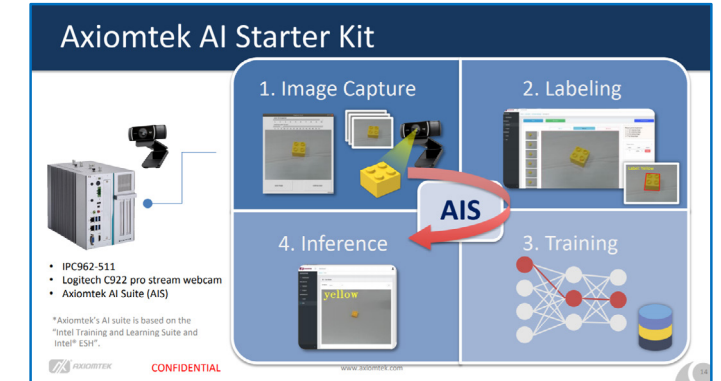 Axiomtek AI Starter Kit
1. Image Capture
2. Labeling
AIS
4. Inference
3. Training
yellow
• IPC962-511
• Logitech C922 pro stream webcam
• Axiomtek AI Suite (AIS)
*Axiomtek's AI suite is based on the
"Intel Training and Learning Suite and
Intel® ESH".
AXIOMTEK
CONFIDENTIAL
www.axiomtek.com
14